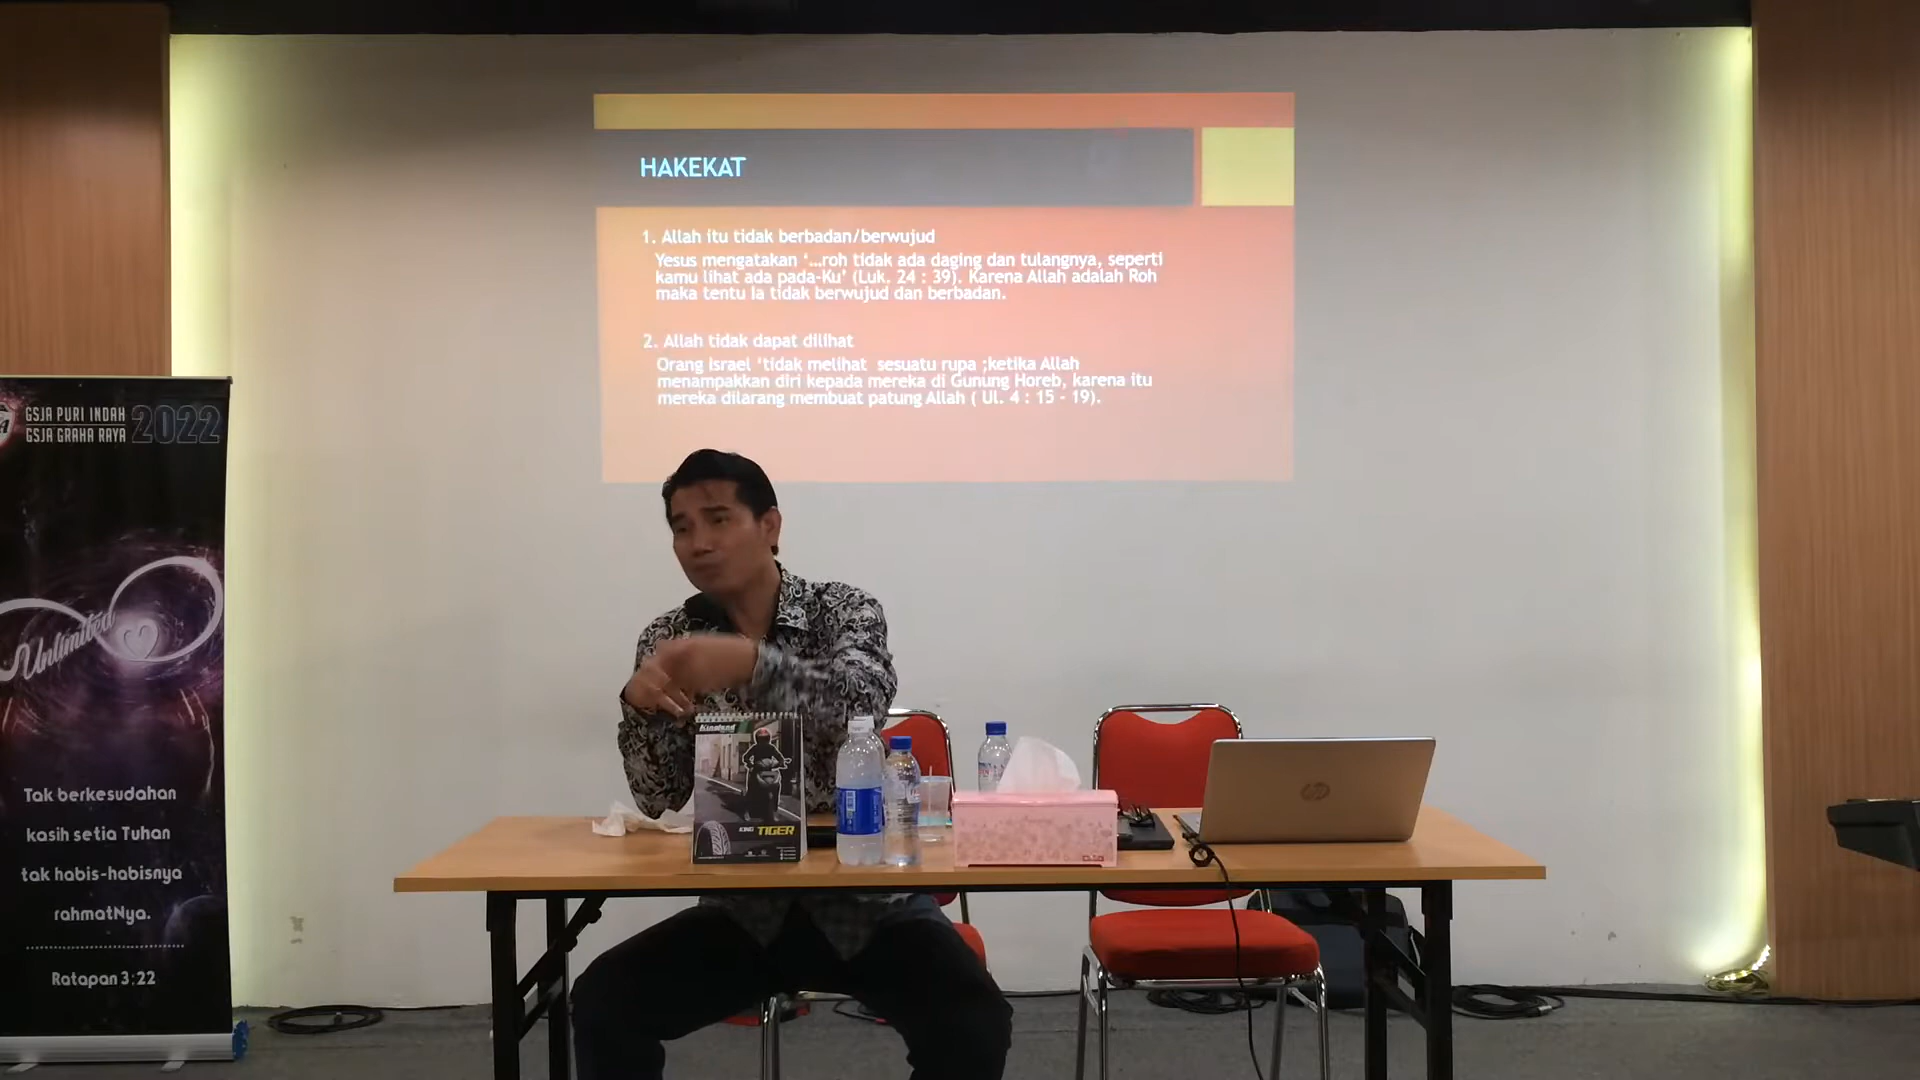 HAKEKAT
1. Allah itu tidak berbadan/berwujud
Yesus mengatakan ‘...roh tidak ada daging dan tulangnya, seperti
kamu lihat ada pada-Ku’ (Luk. 24 : 39). Karena Allah adalah Roh
maka tentu Ia tidak berwujud dan berbadan.
2. Allah tidak dapat dilihat
Orang Israel ‘tidak melihat sesuatu rupa ;ketika Allah
menampakkan diri kepada mereka di Gunung Horeb, karena itu
mereka dilarang membuat patung Allah ( Ul. 4 : 15 - 19).
GSJA PURI INDAH
GSJA GRAHA RAYA
2022
Unlimited
Tak berkesudahan
kasih setia Tuhan
tak habis-habisnya
rahmatNya.
Ratapan 3:22
KING TIGER
hp